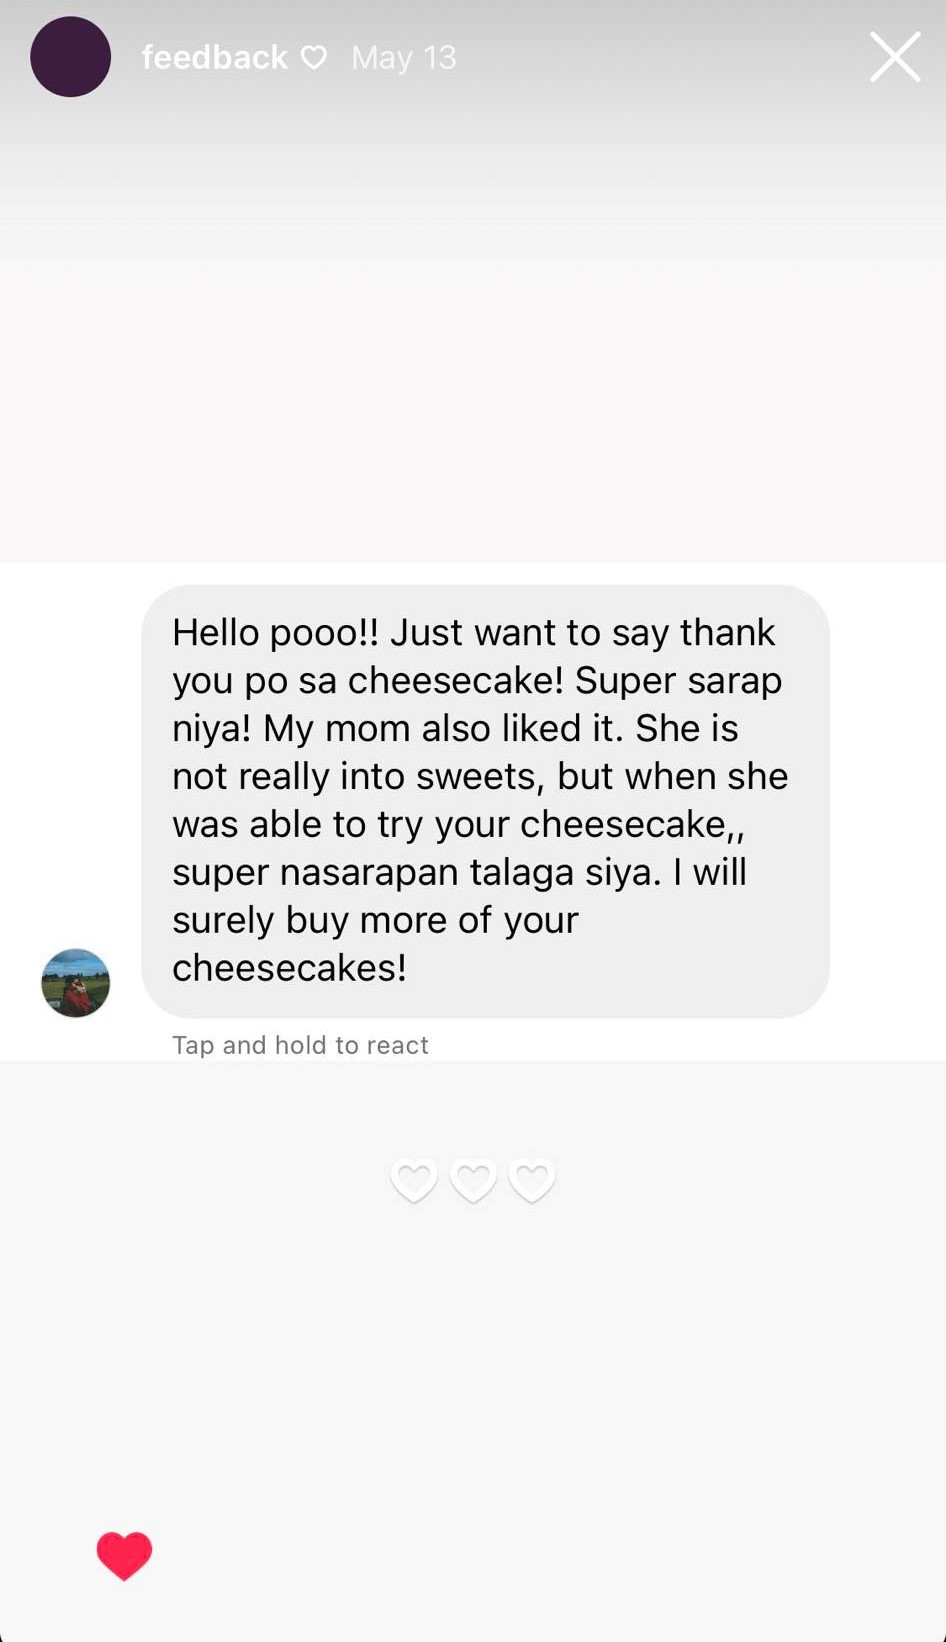 feedback ♡ May 13
Hello pooo!! Just want to say thank
you po sa cheesecake! Super sarap
niya! My mom also liked it. She is
not really into sweets, but when she
was able to try your cheesecake,,
super nasarapan talaga siya. I will
surely buy more of your
cheesecakes!
Tap and hold to react